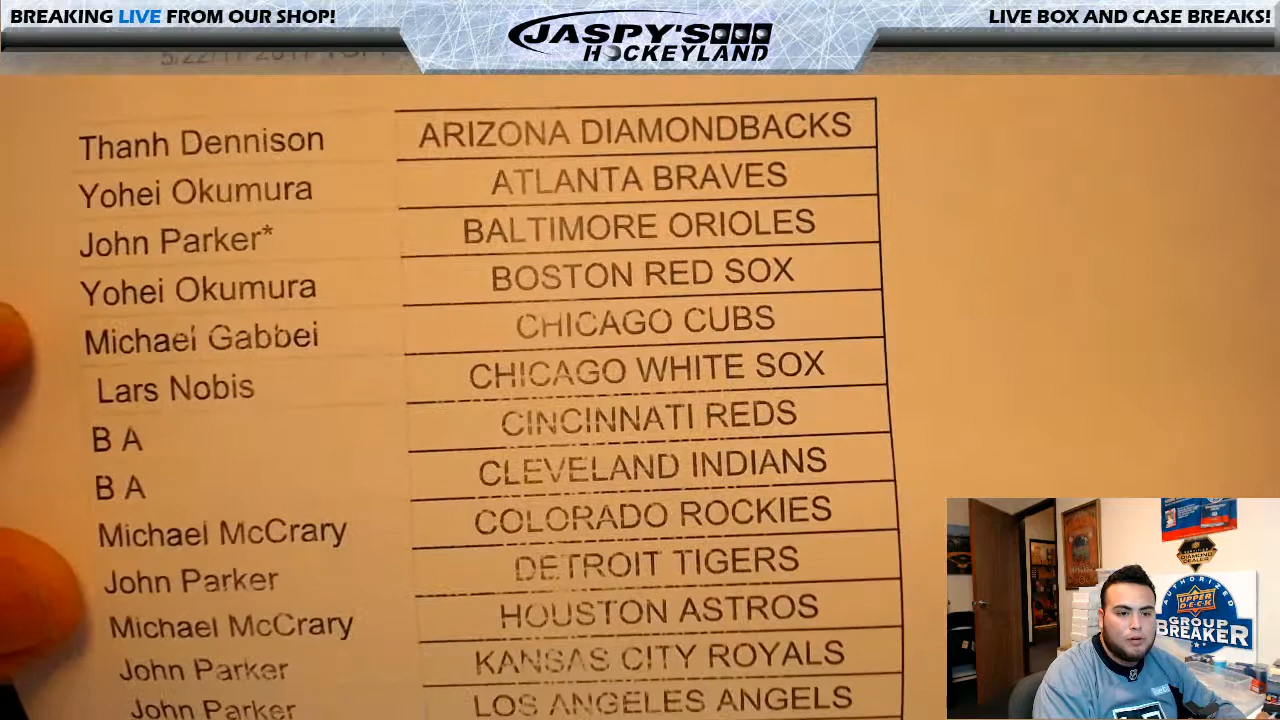 BREAKING LIVE FROM OUR SHOP!
JASPY'S
HOCKEYLAND
LIVE BOX AND CASE BREAKS!
Thanh Dennison ARIZONA DIAMONDBACKS
Yohei Okumura ATLANTA BRAVES
John Parker* BALTIMORE ORIOLES
Yohei Okumura BOSTON RED SOX
Michael Gabbei CHICAGO CUBS
Lars Nobis CHICAGO WHITE SOX
B A CINCINNATI REDS
B A CLEVELAND INDIANS
Michael McCrary COLORADO ROCKIES
John Parker DETROIT TIGERS
Michael McCrary HOUSTON ASTROS
John Parker KANSAS CITY ROYALS
John Parker LOS ANGELES ANGELS
DIAMOND
DEALER
AUTHORIZED
UPPER
DECK
GROUP
BREAKER